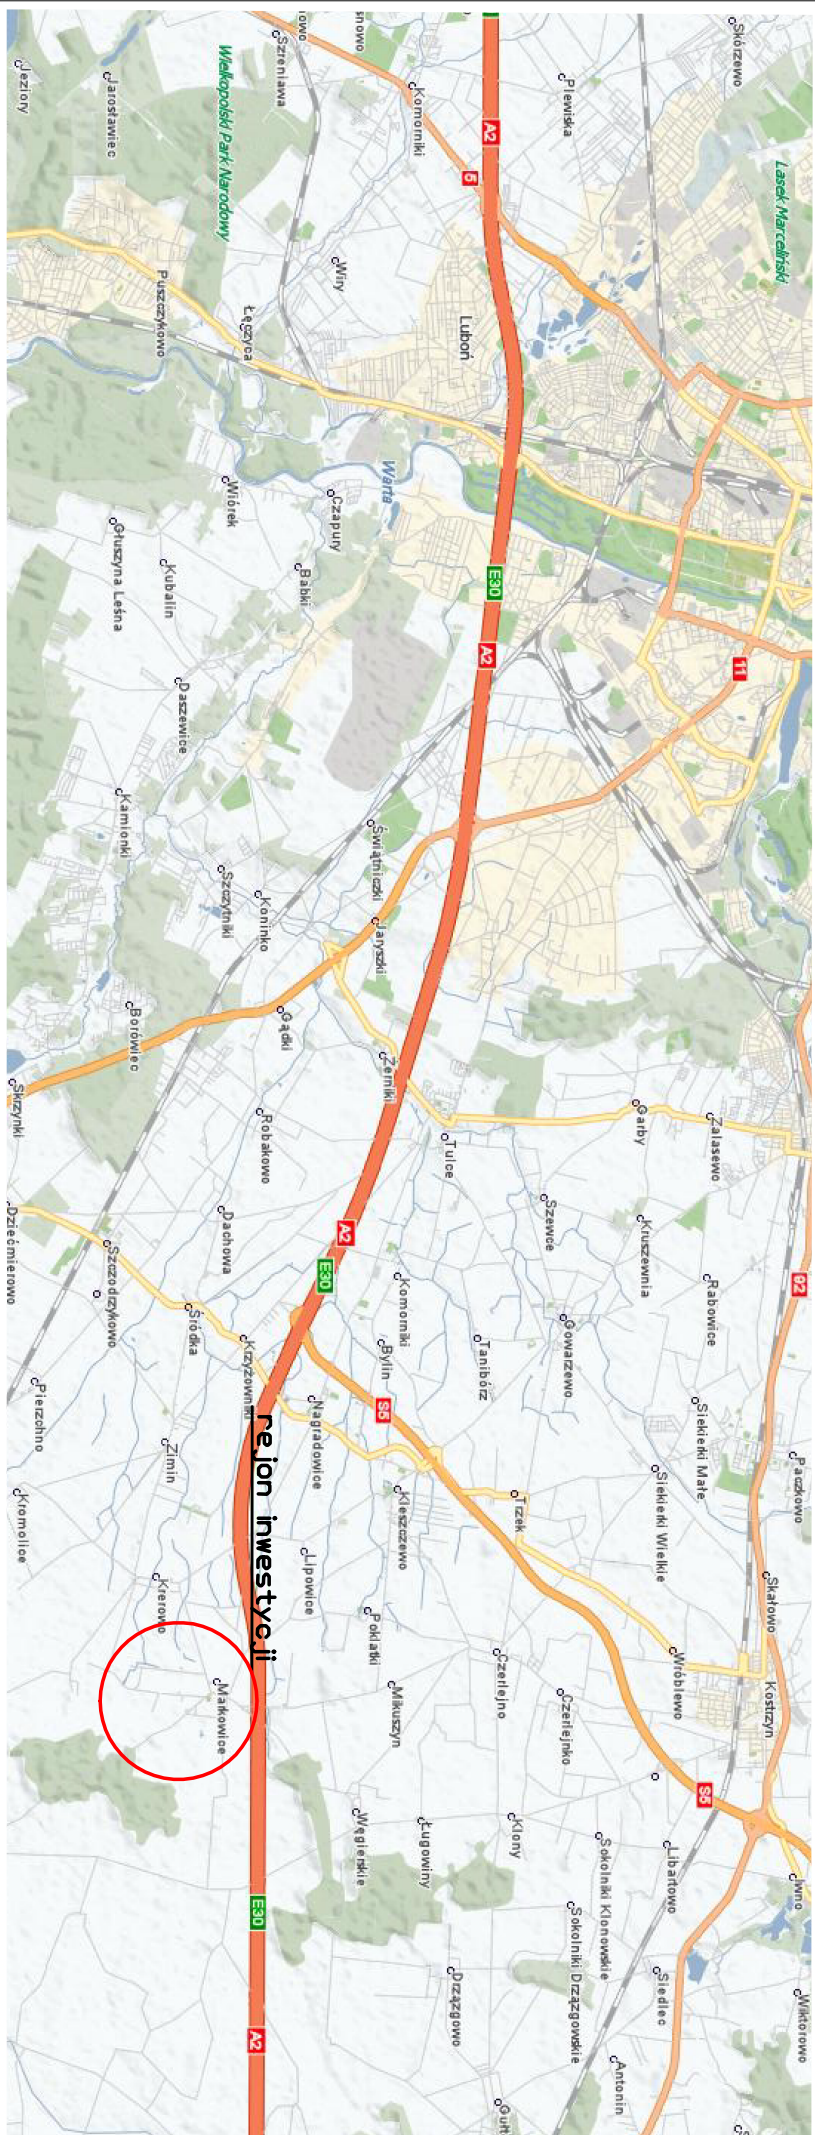 Skórzewo
Plewiska
Lasek Marceliński
Komorniki
Szreniawa
Wielkopolski Park Narodowy
Jarosławiec
Jeziory
A2
5
Wiry
Luboń
Łęczyca
Puszczykowo
Warta
Czapury
Wiórek
Głuszyna Leśna
Kubalin
Babki
E30
A2
11
Daszewice
Kamionki
Świątniczki
Szczytniki
Koninko
Jaryszki
Gądki
Borówiec
Skrzynki
Żerniki
Tulce
Garby
Zalasewo
Robakowo
Szewce
Kruszewnia
Dachowa
A2
E30
Rabowice
92
Dziećmierowo
Szczodrzykowo
Śródka
Komorniki
Gowarzewo
Tanibórz
Bylin
Krzyżowniki
S5
Nagradowice
Siekierki Małe
Pierzchno
Zimin
Paczkowo
Siekierki Wielkie
Kleszczewo
Trzek
Kromolice
rejon inwestycji
Lipowice
Krerowo
Skałowo
Poklatki
Czerlejno
Wróblewo
Kostrzyn
Markowice
Mikuszyn
Czerlejnko
S5
Węgierskie
Ługowiny
Klony
Sokolniki Klonowskie
Libartowo
Iwno
E30
Sokolniki Drzązgowskie
Drzązgowo
Siedlec
Wiktorowo
A2
Antonin